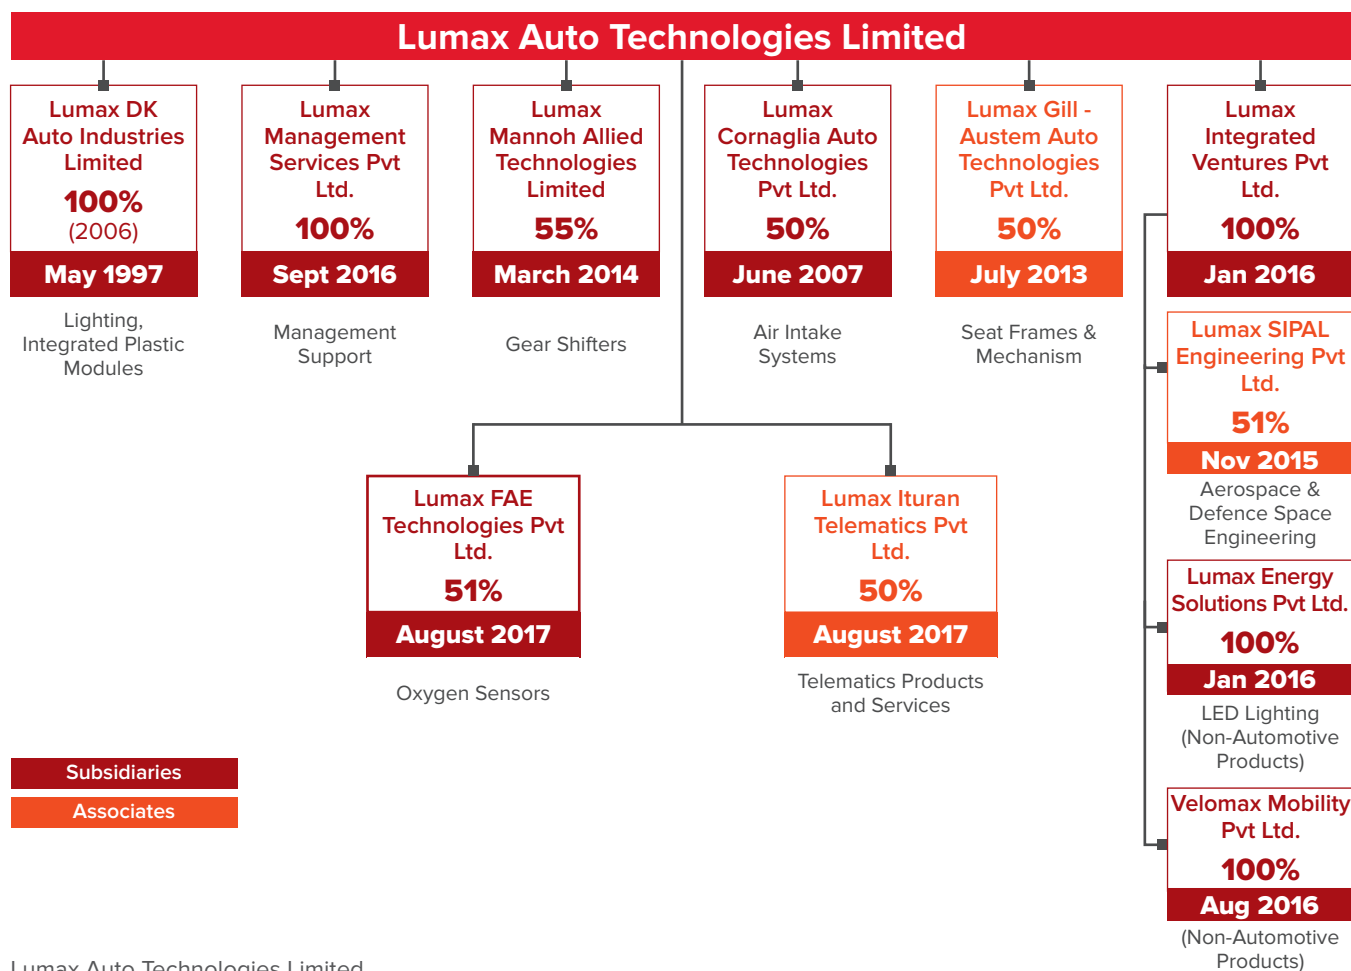 Lumax Auto Technologies Limited
Lumax DK
Auto Industries
Limited
100%
(2006)
May 1997
Lighting,
Integrated Plastic
Modules
Lumax
Management
Services Pvt
Ltd.
100%
Sept 2016
Management
Support
Lumax
Mannoh Allied
Technologies
Limited
55%
March 2014
Gear Shifters
Lumax
Cornaglia Auto
Technologies
Pvt Ltd.
50%
June 2007
Air Intake
Systems
Lumax Gill -
Austem Auto
Technologies
Pvt Ltd.
50%
July 2013
Seat Frames &
Mechanism
Lumax
Integrated
Ventures Pvt
Ltd.
100%
Jan 2016
Lumax SIPAL
Engineering Pvt
Ltd.
51%
Nov 2015
Aerospace &
Defence Space
Engineering
Lumax Energy
Solutions Pvt Ltd.
100%
Jan 2016
LED Lighting
(Non-Automotive
Products)
Velomax Mobility
Pvt Ltd.
100%
Aug 2016
(Non-Automotive
Products)
Lumax FAE
Technologies Pvt
Ltd.
51%
August 2017
Oxygen Sensors
Lumax Ituran
Telematics Pvt
Ltd.
50%
August 2017
Telematics Products
and Services
Subsidiaries
Associates
Lumax Auto Technologies Limited